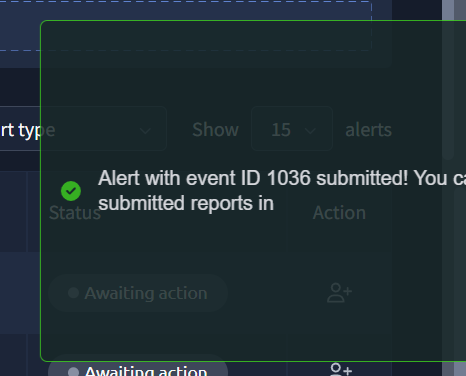 rt type
Show 15 alerts
Alert with event ID 1036 submitted! You ca
submitted reports in
Status Action
Awaiting action
Awaiting action